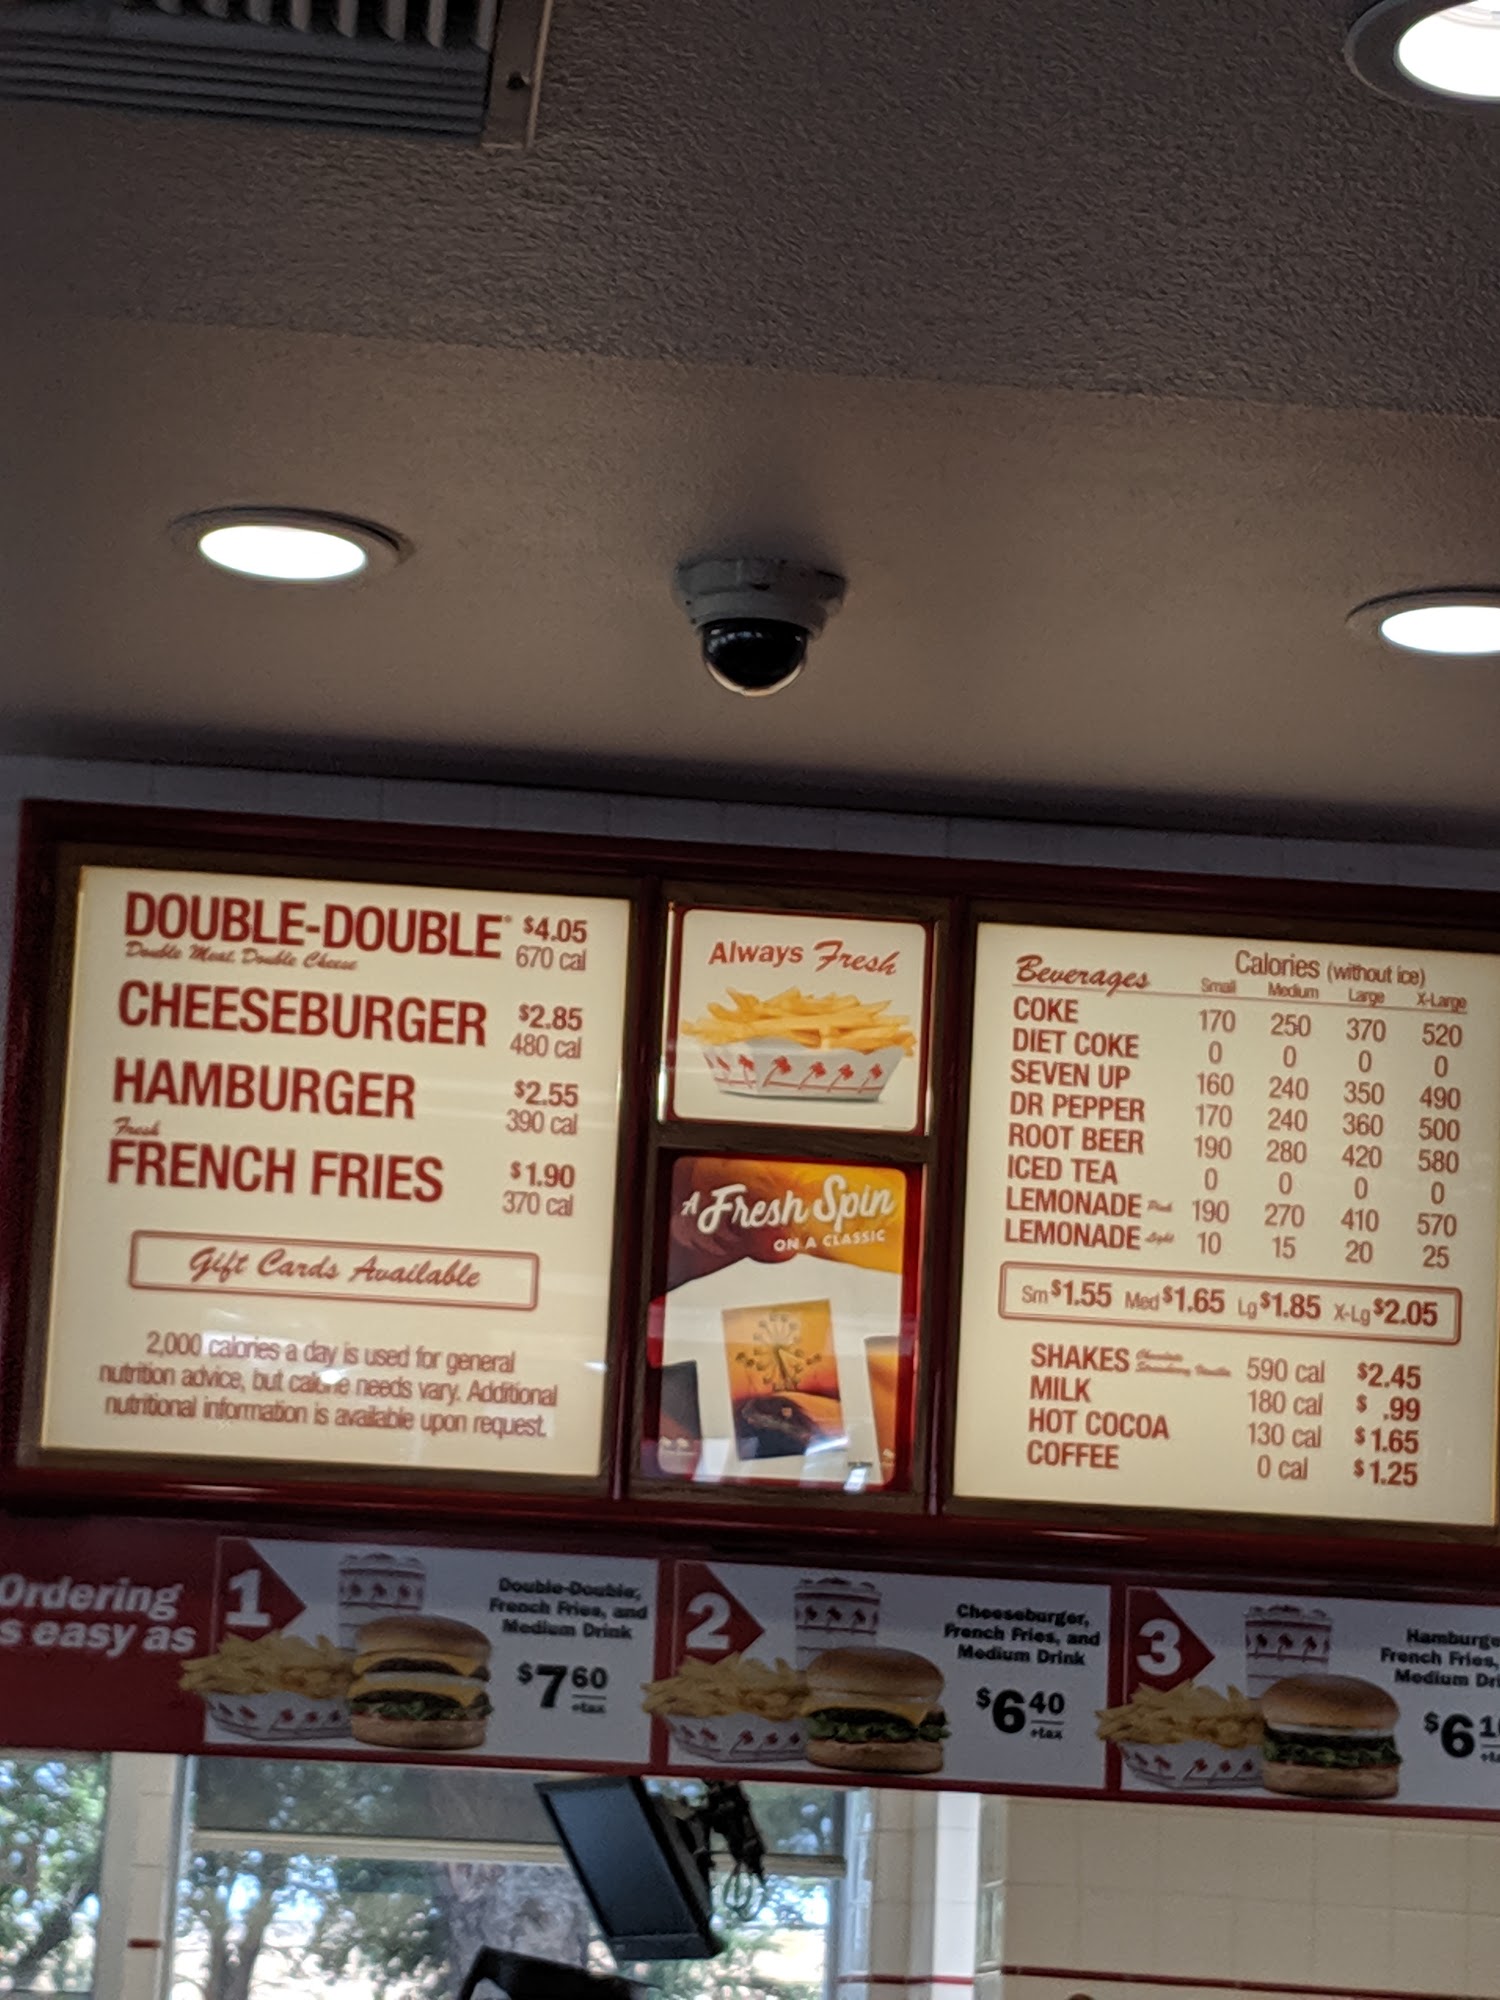 DOUBLE-DOUBLE® $4.05
Double Meat, Double Cheese 670 cal
CHEESEBURGER $2.85
480 cal
HAMBURGER $2.55
390 cal
Fresh
FRENCH FRIES $1.90
370 cal
Gift Cards Available
2,000 calories a day is used for general
nutrition advice, but calorie needs vary. Additional
nutritional information is available upon request.
Always Fresh
A Fresh Spin
ON A CLASSIC
Beverages Calories (without ice)
Small Medium Large X-Large
COKE 170 250 370 520
DIET COKE 0 0 0 0
SEVEN UP 160 240 350 490
DR PEPPER 170 240 360 500
ROOT BEER 190 280 420 580
ICED TEA 0 0 0 0
LEMONADE Pink 190 270 410 570
LEMONADE Light 10 15 20 25
Sm $1.55 Med $1.65 Lg $1.85 X-Lg $2.05
SHAKES Chocolate Strawberry, Vanilla 590 cal $2.45
MILK 180 cal $ .99
HOT COCOA 130 cal $1.65
COFFEE 0 cal $1.25
Ordering
s easy as
1
Double-Double,
French Fries, and
Medium Drink
$7 60
+tax
2
Cheeseburger,
French Fries, and
Medium Drink
$6 40
+tax
3
Hamburge
French Fries,
Medium Dri
$6 1